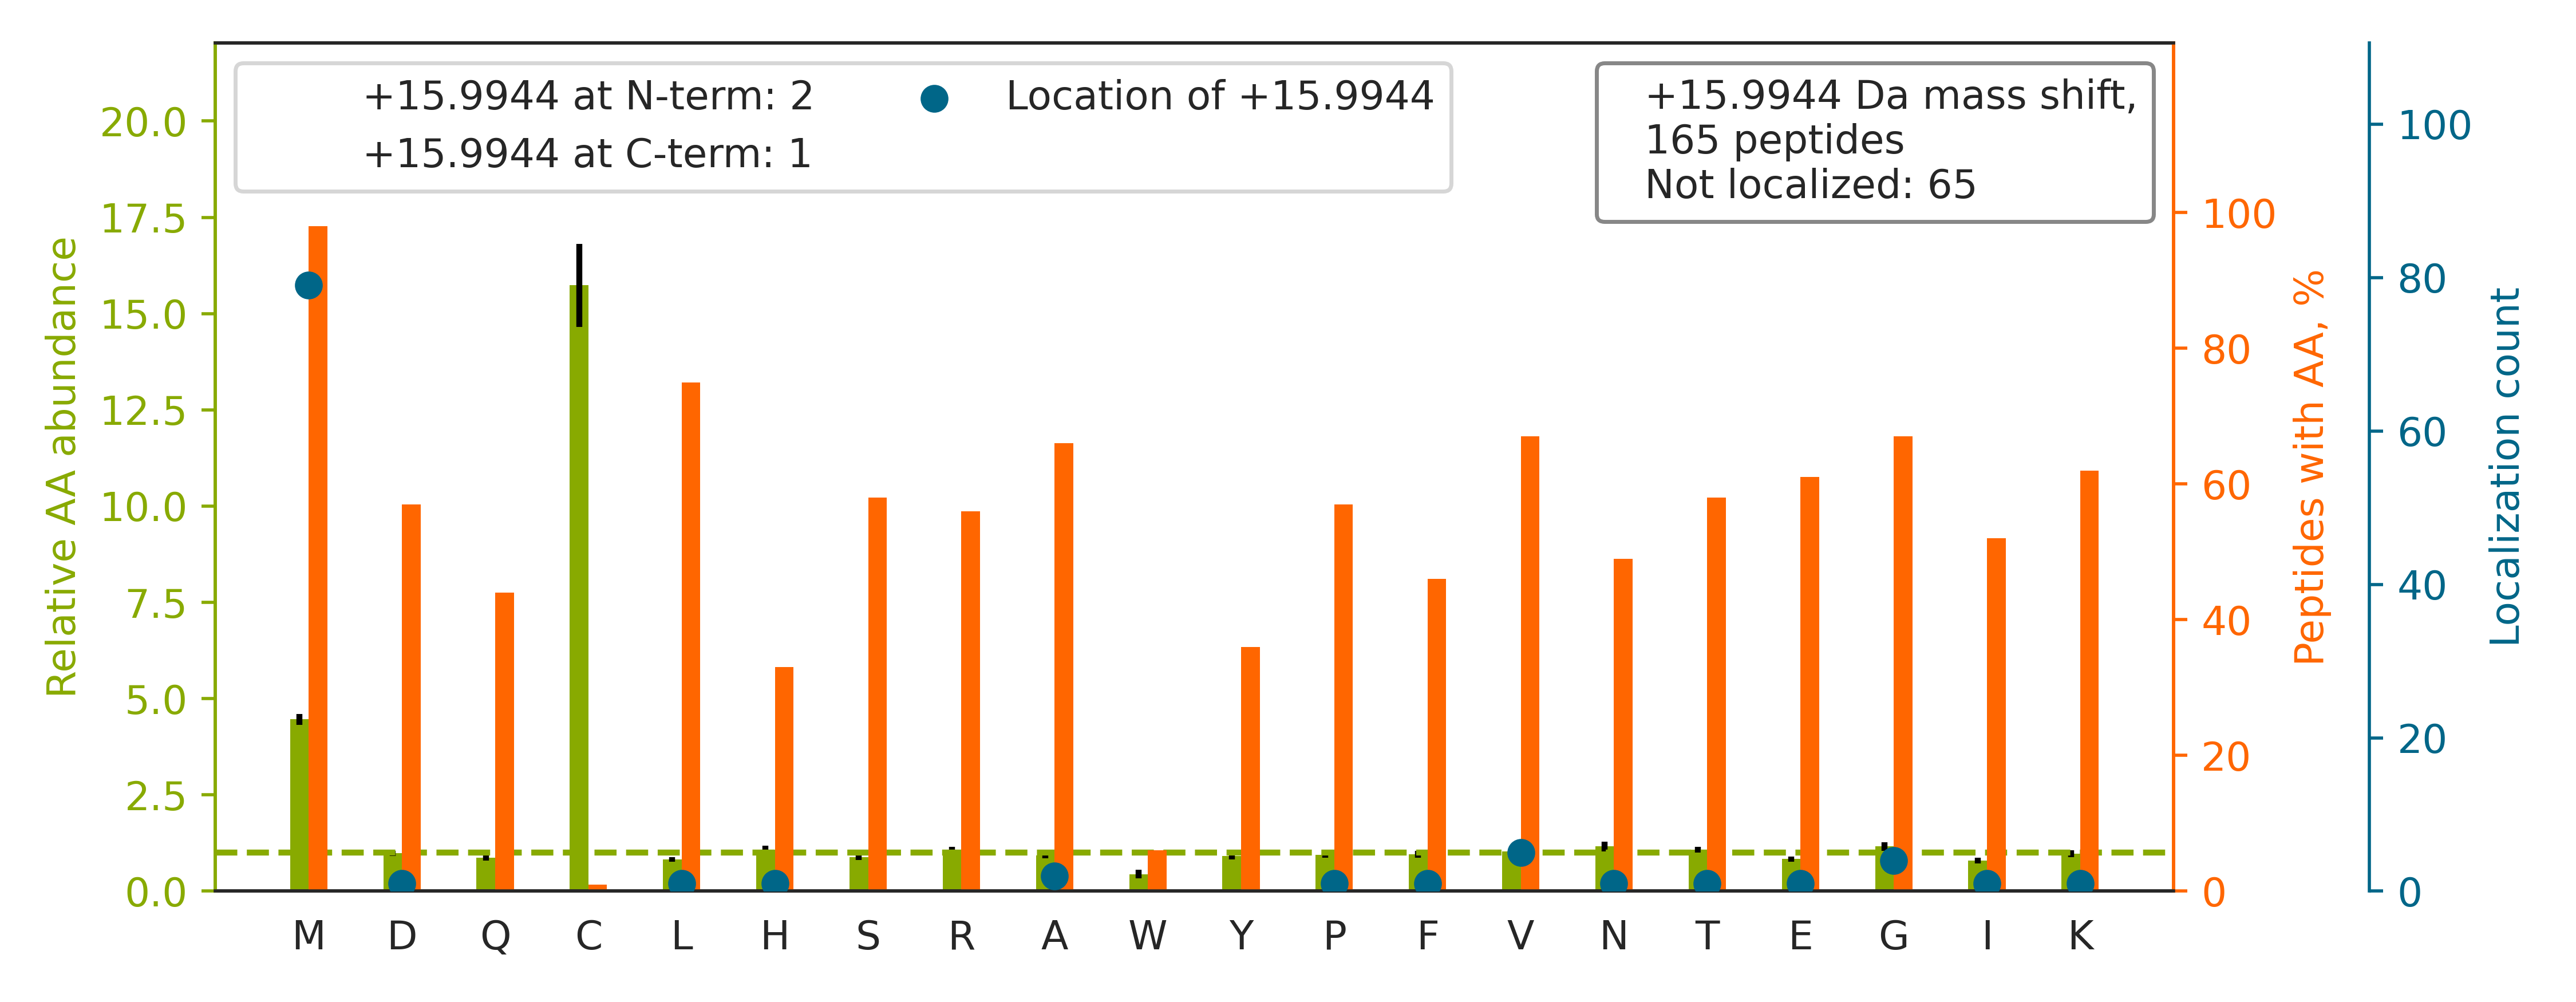 +15.9944 at N-term: 2
+15.9944 at C-term: 1
Location of +15.9944
+15.9944 Da mass shift,
165 peptides
Not localized: 65
Relative AA abundance
20.0
17.5
15.0
12.5
10.0
7.5
5.0
2.5
0.0
M D Q C L H S R A W Y P F V N T E G I K
100
80
60
40
20
0
Peptides with AA, %
100
80
60
40
20
0
Localization count